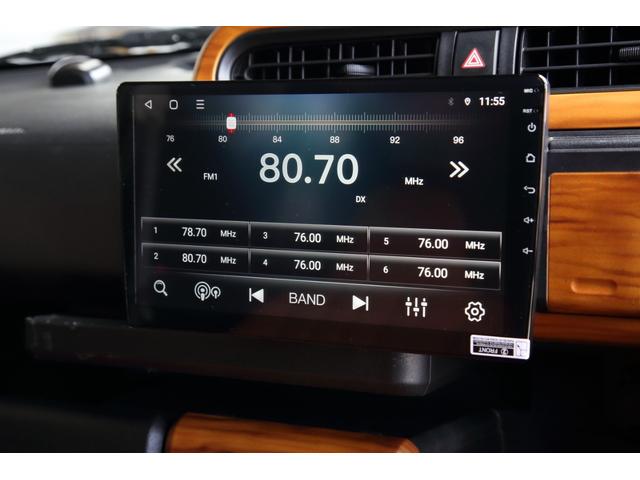 11:55
MIC
RST
76 80 84 88 92 96
FM1 80.70 MHz
DX
1 78.70 MHz 3 76.00 MHz 5 76.00 MHz
2 80.70 MHz 4 76.00 MHz 6 76.00 MHz
BAND
FRONT